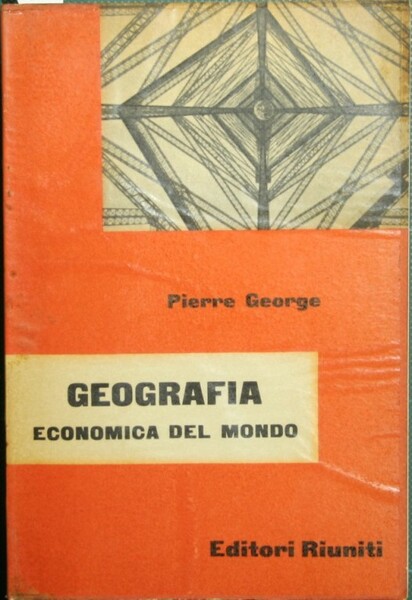 Pierre George
GEOGRAFIA
ECONOMICA DEL MONDO
Editori Riuniti